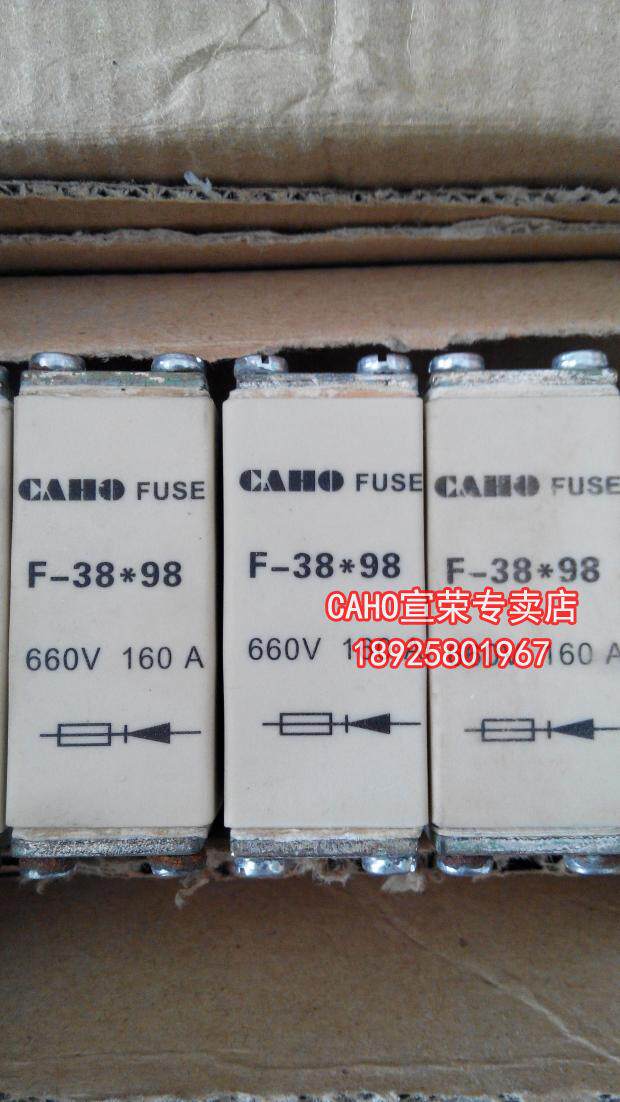 CAHO FUSE
F-38*98
660V 160 A
CAHO FUSE
F-38*98
660V
CAHO FUSE
F-38*98
160 A
CAHO宣荣专卖店
18925801967